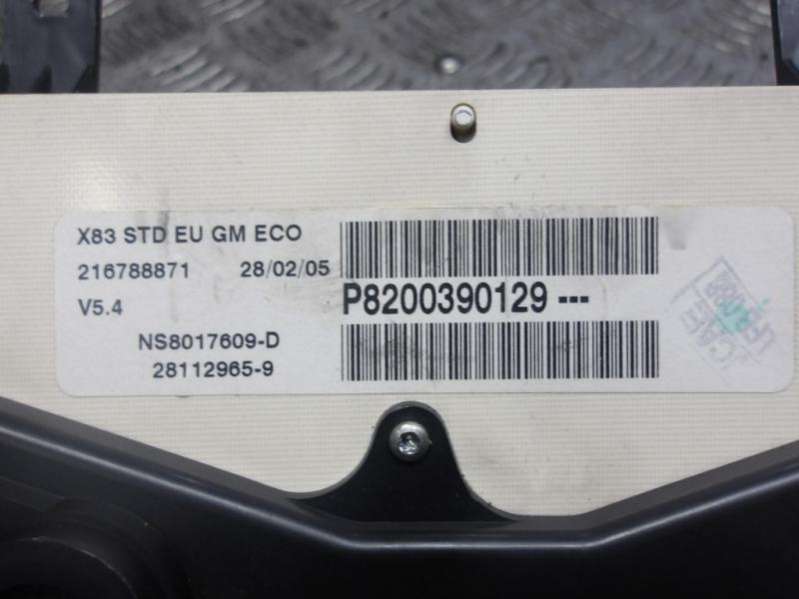 X83 STD EU GM ECO
216788871 28/02/05
V5.4
P8200390129 ---
NS8017609-D
28112965-9